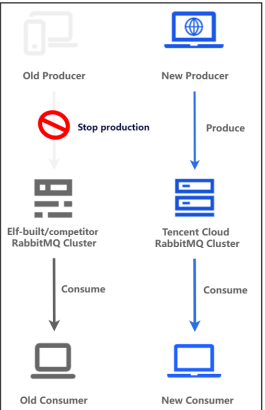 Old Producer
New Producer
Stop production
Produce
Elf-built/competitor
RabbitMQ Cluster
Tencent Cloud
RabbitMQ Cluster
Consume
Consume
Old Consumer
New Consumer